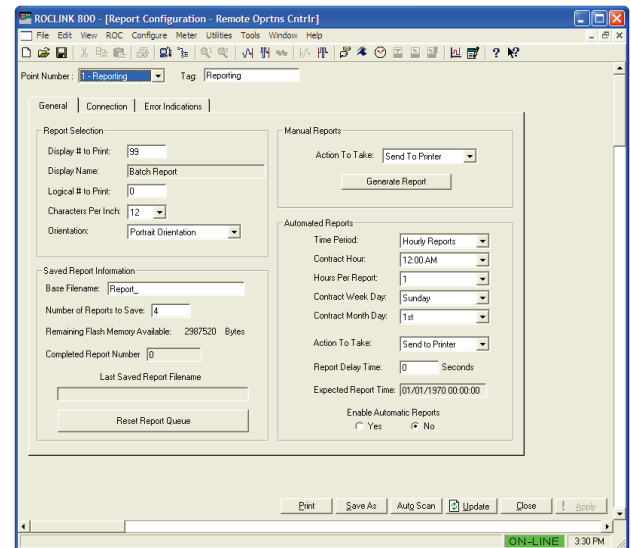 ROCLINK 800 - [Report Configuration - Remote Oprtns Cntrlr]
File Edit View ROC Configure Meter Utilities Tools Window Help
Point Number : 1 - Reporting Tag: Reporting
General Connection Error Indications
Report Selection
Display # to Print: 99
Display Name: Batch Report
Logical # to Print: 0
Characters Per Inch: 12
Orientation: Portrait Orientation
Saved Report Information
Base Filename: Report_
Number of Reports to Save: 4
Remaining Flash Memory Available: 2987520 Bytes
Completed Report Number 0
Last Saved Report Filename
Reset Report Queue
Manual Reports
Action To Take: Send To Printer
Generate Report
Automated Reports
Time Period: Hourly Reports
Contract Hour: 12:00 AM
Hours Per Report: 1
Contract Week Day: Sunday
Contract Month Day: 1st
Action To Take: Send to Printer
Report Delay Time: 0 Seconds
Expected Report Time: 01/01/1970 00:00:00
Enable Automatic Reports
Yes No
Print Save As Auto Scan Update Close ! Apply
ON-LINE 3:30 PM